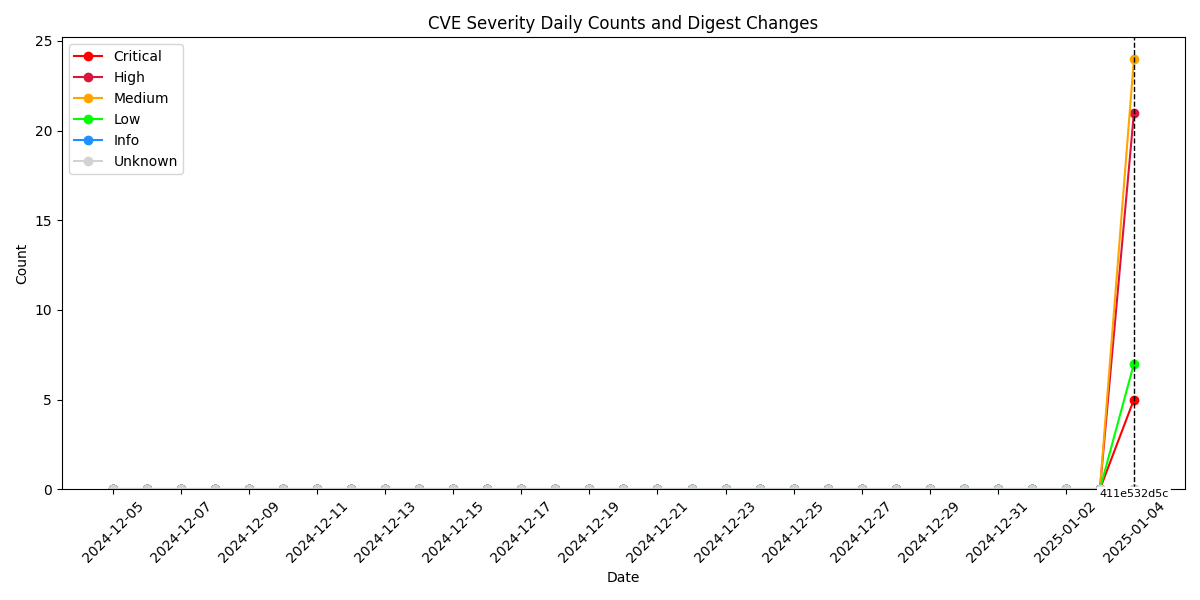 CVE Severity Daily Counts and Digest Changes
25
20
15
10
5
0
Count
Critical
High
Medium
Low
Info
Unknown
411e532d5c
2024-12-05
2024-12-07
2024-12-09
2024-12-11
2024-12-13
2024-12-15
2024-12-17
2024-12-19
2024-12-21
2024-12-23
2024-12-25
2024-12-27
2024-12-29
2024-12-31
2025-01-02
2025-01-04
Date